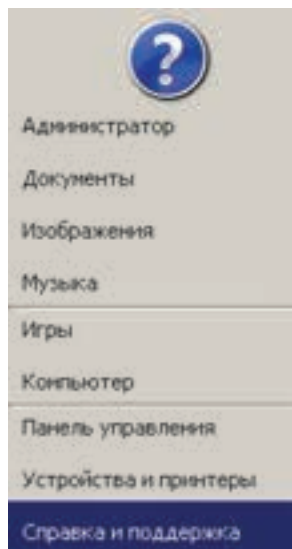 Администратор
Документы
Изображения
Музыка
Игры
Компьютер
Панель управления
Устройства и принтеры
Справка и поддержка